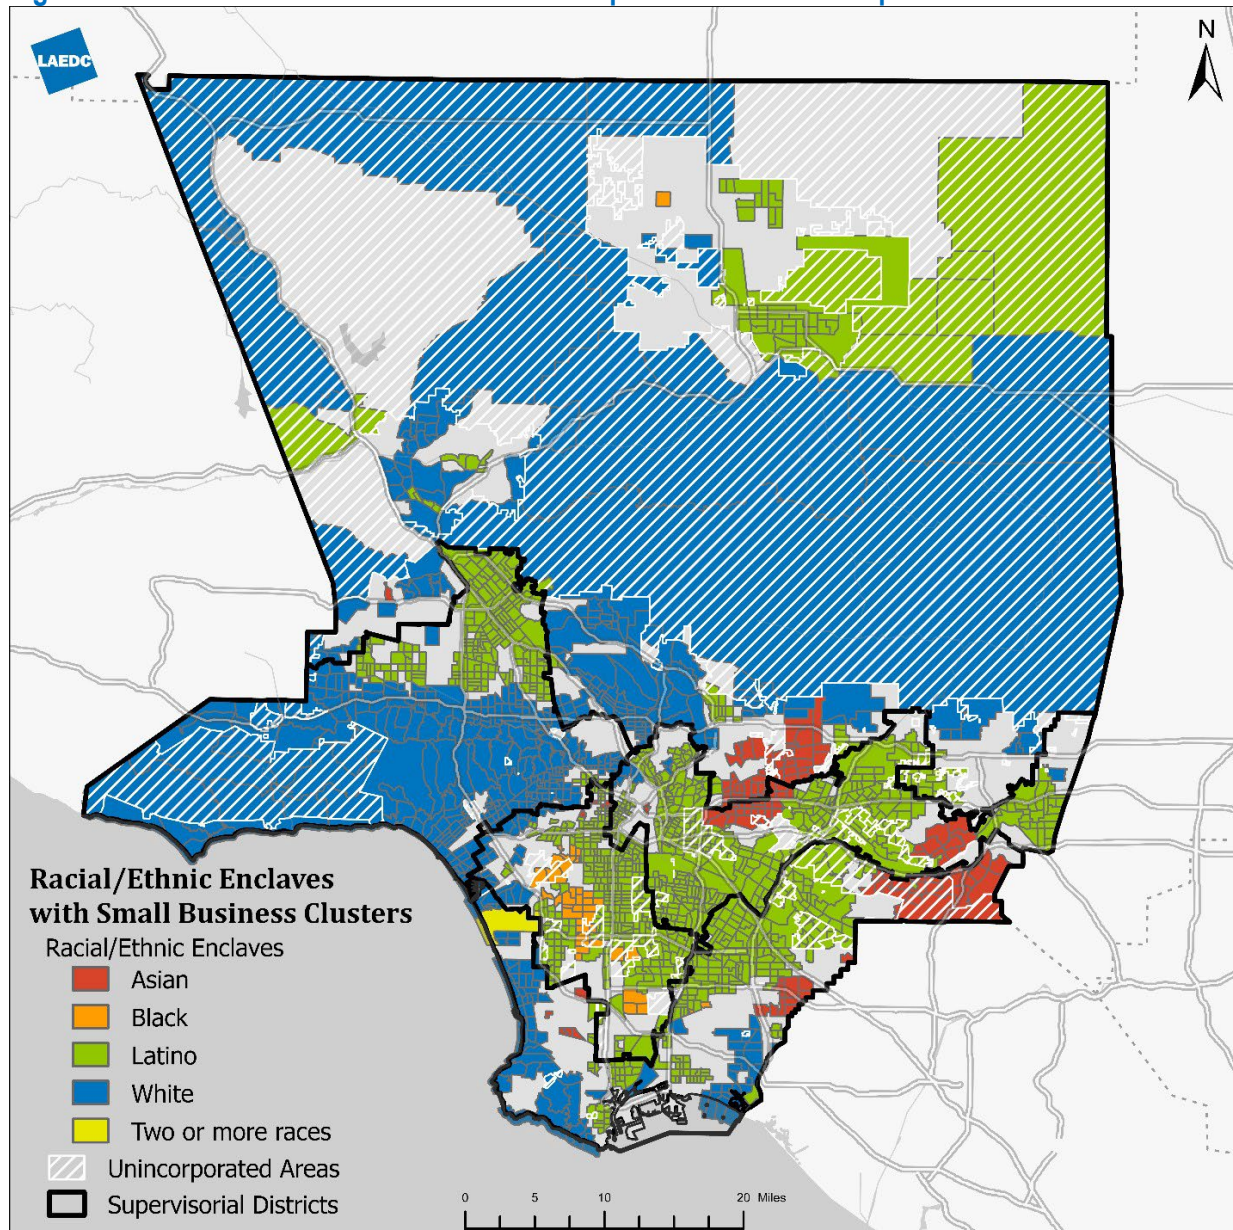 LAEDC
N
Racial/Ethnic Enclaves
with Small Business Clusters
Racial/Ethnic Enclaves
Asian
Black
Latino
White
Two or more races
Unincorporated Areas
Supervisorial Districts
0 5 10 20 Miles